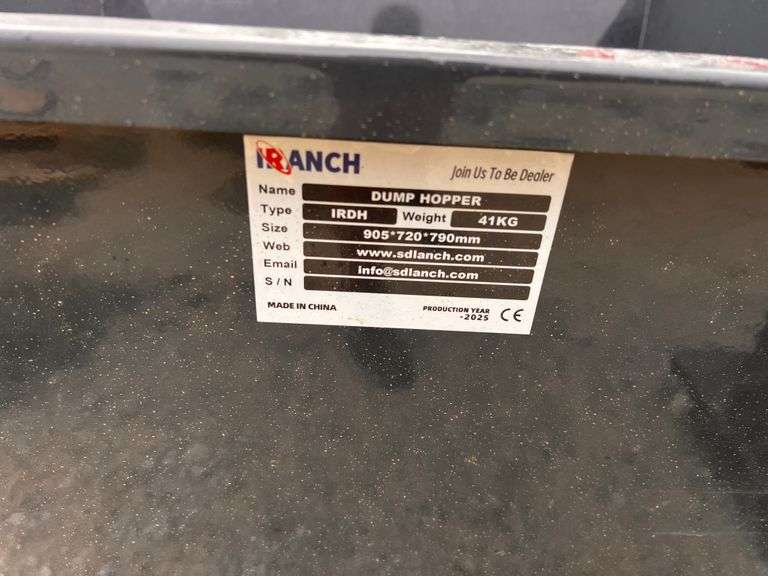 IRANCH
Join Us To Be Dealer
Name DUMP HOPPER
Type IRDH Weight 41KG
Size 905*720*790mm
Web www.sdlanch.com
Email info@sdlanch.com
S / N
MADE IN CHINA
PRODUCTION YEAR
-2025 CE